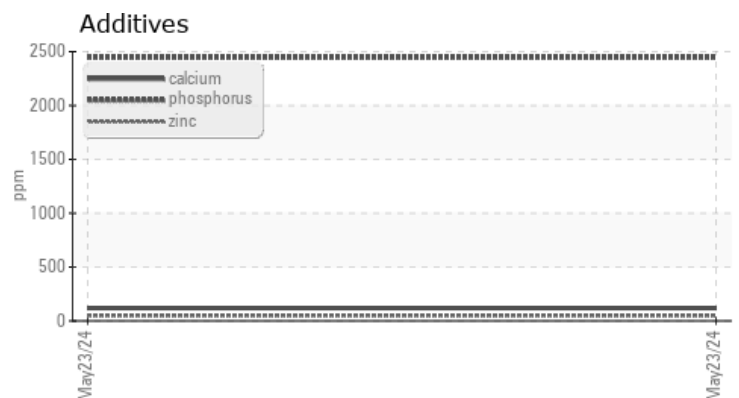 Additives
2500
2000
1500
1000
500
0
ppm
calcium
phosphorus
zinc
May23/24
May23/24